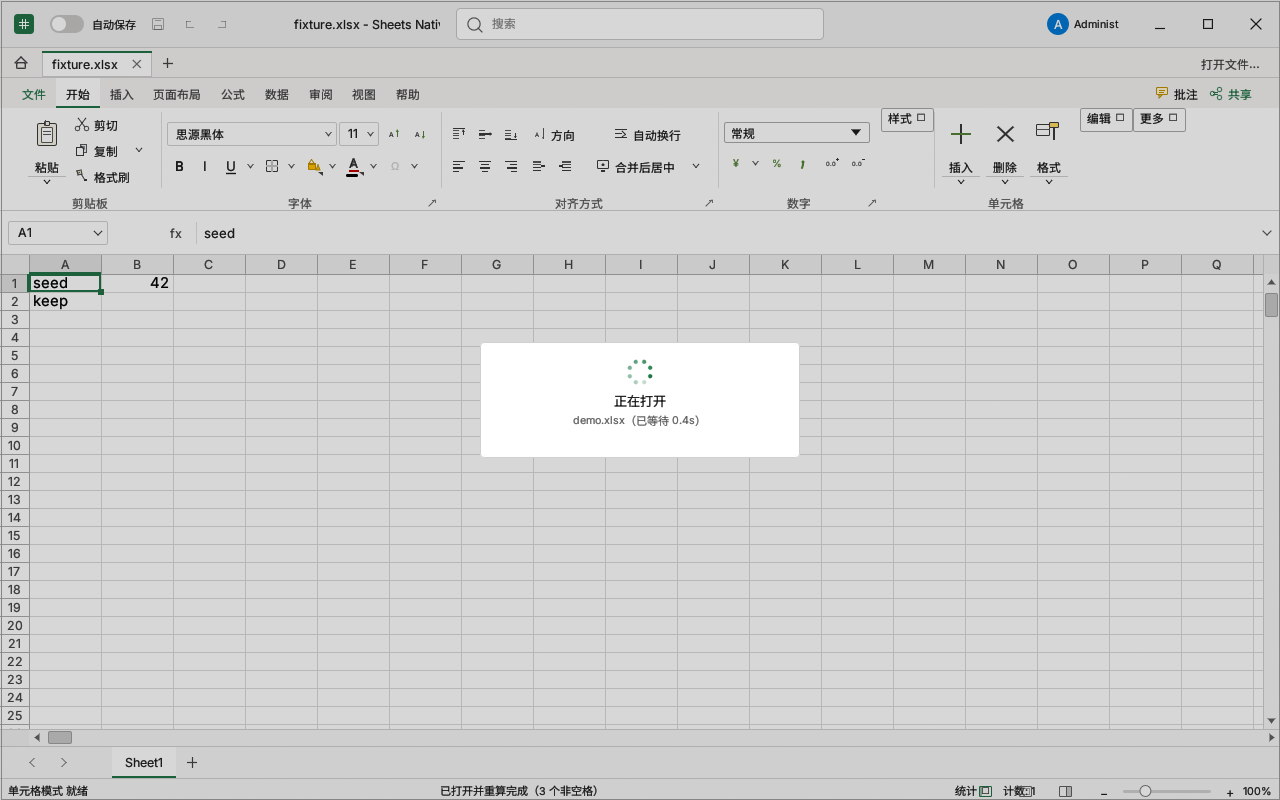 自动保存
fixture.xlsx - Sheets Nativ
搜索
A
Administ
fixture.xlsx
打开文件...
文件
开始
插入
页面布局
公式
数据
审阅
视图
帮助
批注
共享
粘贴
剪切
复制
格式刷
剪贴板
思源黑体
11
B
I
U
字体
方向
自动换行
合并后居中
对齐方式
常规
¥
%
数字
样式
插入
删除
格式
单元格
编辑
更多
A1
fx
seed
A B C D E F G H I J K L M N O P Q
1 seed 42
2 keep
3
4
5
6
7
8
9
10
11
12
13
14
15
16
17
18
19
20
21
22
23
24
25
正在打开
demo.xlsx（已等待 0.4s）
Sheet1
单元格模式 就绪
已打开并重算完成（3 个非空格）
统计
计数: 1
100%